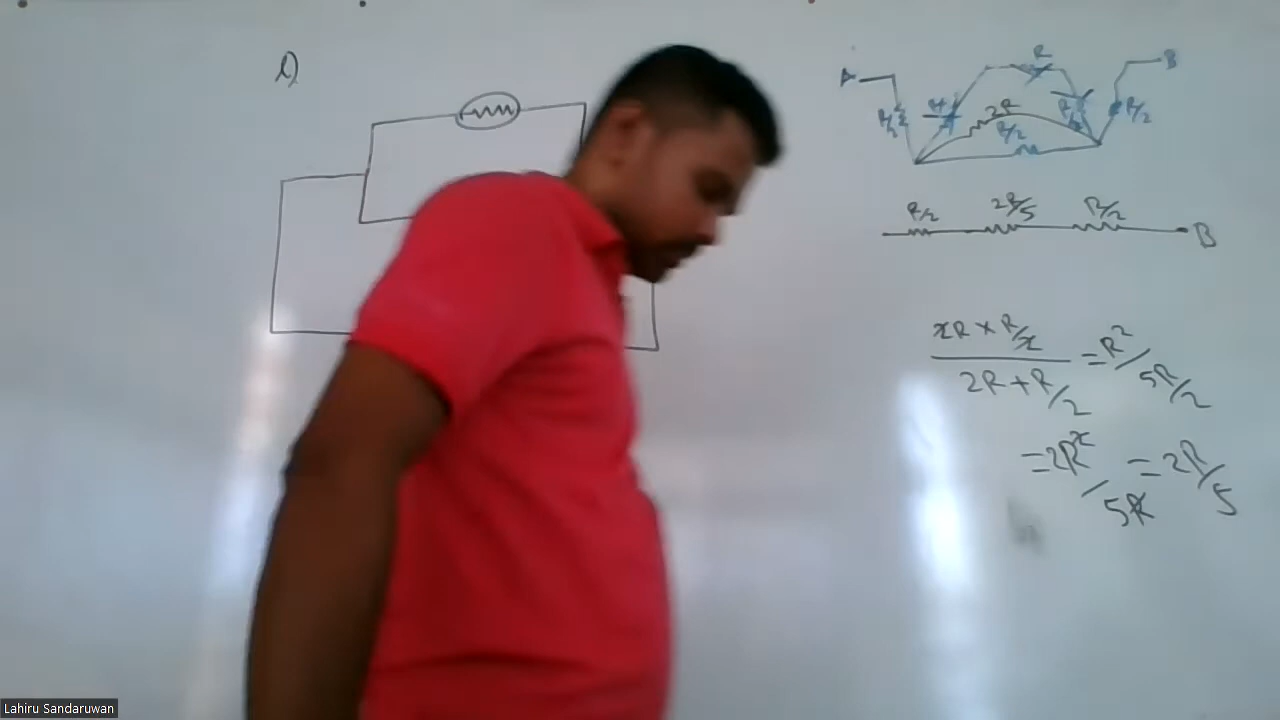 1)
R
A
B
R/2
R/2
2R
R/2
R/2
R/2
R/2
2R/5
R/2
B
2R × R/2
2R + R/2
= R² / 5R/2
= 2R² / 5R
= 2R/5
Lahiru Sandaruwan